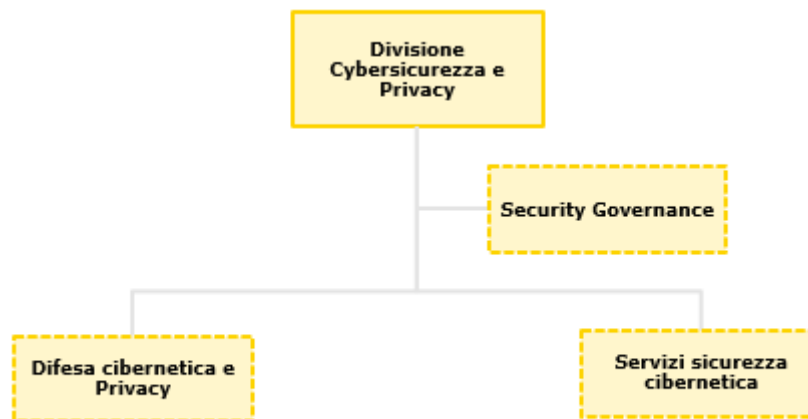 Divisione
Cybersicurezza e
Privacy
Security Governance
Difesa cibernetica e
Privacy
Servizi sicurezza
cibernetica